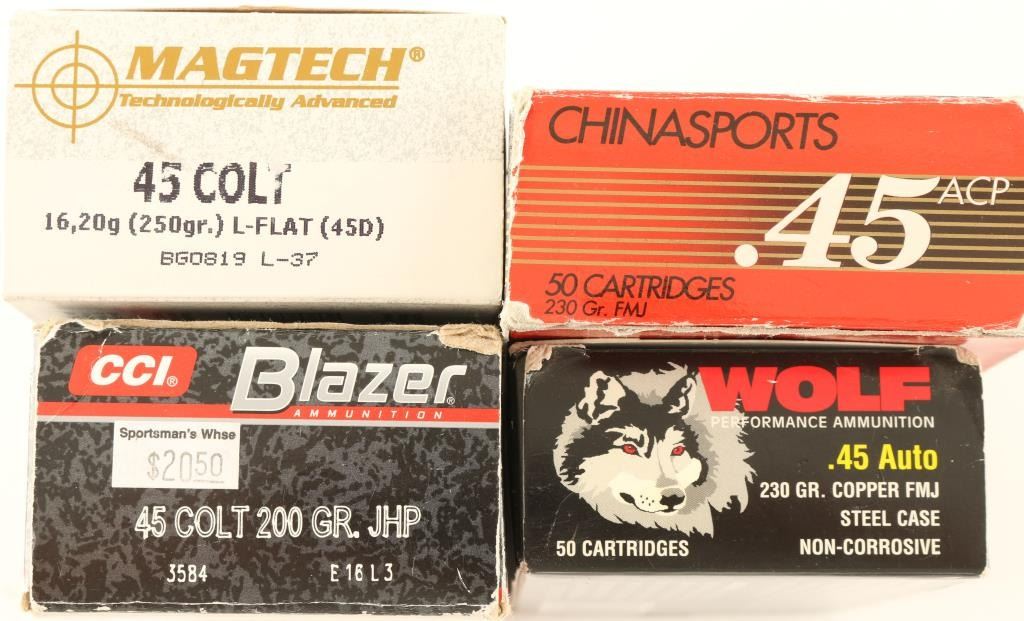 MAGTECH®
Technologically Advanced
45 COLT
16,20g (250gr.) L-FLAT (45D)
BG0819 L-37
CHINASPORTS
.45 ACP
50 CARTRIDGES
230 Gr. FMJ
CCI®
Blazer®
AMMUNITION
Sportsman's Whse
$20.50
45 COLT 200 GR. JHP
3584 E16L3
WOLF
PERFORMANCE AMMUNITION
.45 Auto
230 GR. COPPER FMJ
STEEL CASE
50 CARTRIDGES NON-CORROSIVE